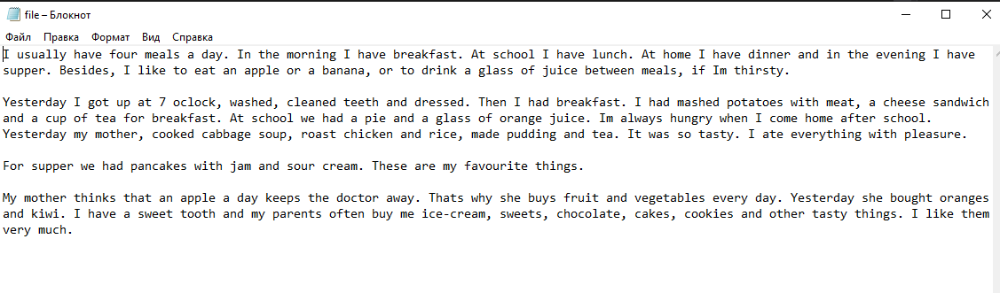 file – Блокнот
Файл Правка Формат Вид Справка
I usually have four meals a day. In the morning I have breakfast. At school I have lunch. At home I have dinner and in the evening I have
supper. Besides, I like to eat an apple or a banana, or to drink a glass of juice between meals, if Im thirsty.
Yesterday I got up at 7 oclock, washed, cleaned teeth and dressed. Then I had breakfast. I had mashed potatoes with meat, a cheese sandwich
and a cup of tea for breakfast. At school we had a pie and a glass of orange juice. Im always hungry when I come home after school.
Yesterday my mother, cooked cabbage soup, roast chicken and rice, made pudding and tea. It was so tasty. I ate everything with pleasure.
For supper we had pancakes with jam and sour cream. These are my favourite things.
My mother thinks that an apple a day keeps the doctor away. Thats why she buys fruit and vegetables every day. Yesterday she bought oranges
and kiwi. I have a sweet tooth and my parents often buy me ice-cream, sweets, chocolate, cakes, cookies and other tasty things. I like them
very much.